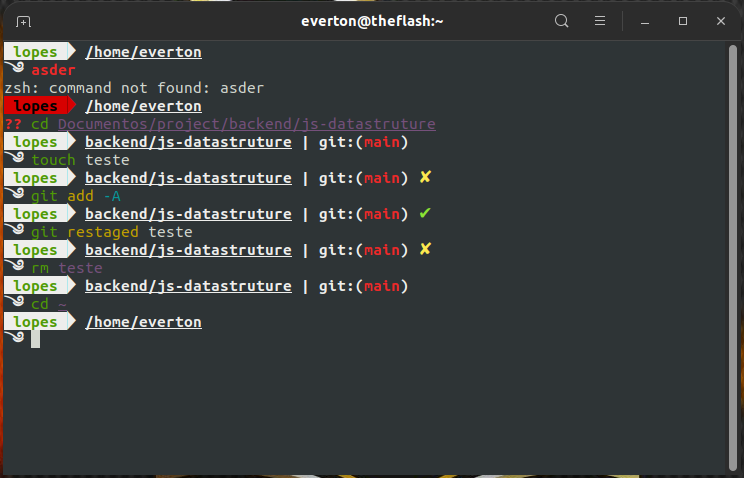 everton@theflash:~
lopes /home/everton
asder
zsh: command not found: asder
lopes /home/everton
?? cd Documentos/project/backend/js-datastruture
lopes backend/js-datastruture | git:(main)
touch teste
lopes backend/js-datastruture | git:(main) ✘
git add -A
lopes backend/js-datastruture | git:(main) ✔
git restaged teste
lopes backend/js-datastruture | git:(main) ✘
rm teste
lopes backend/js-datastruture | git:(main)
cd ~
lopes /home/everton